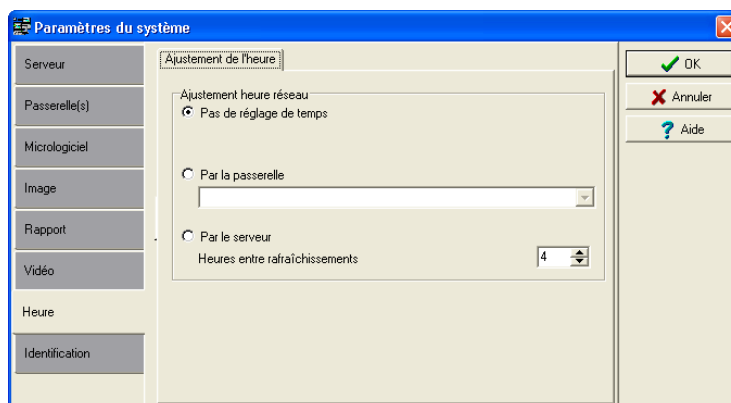 Paramètres du système
Serveur
Passerelle(s)
Micrologiciel
Image
Rapport
Vidéo
Heure
Identification
Ajustement de l'heure
Ajustement heure réseau
Pas de réglage de temps
Par la passerelle
Par le serveur
Heures entre rafraîchissements
4
OK
Annuler
Aide